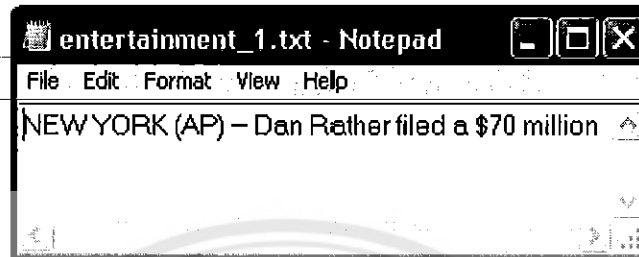 entertainment_1.txt - Notepad
File Edit Format View Help
NEW YORK (AP) – Dan Rather filed a $70 million